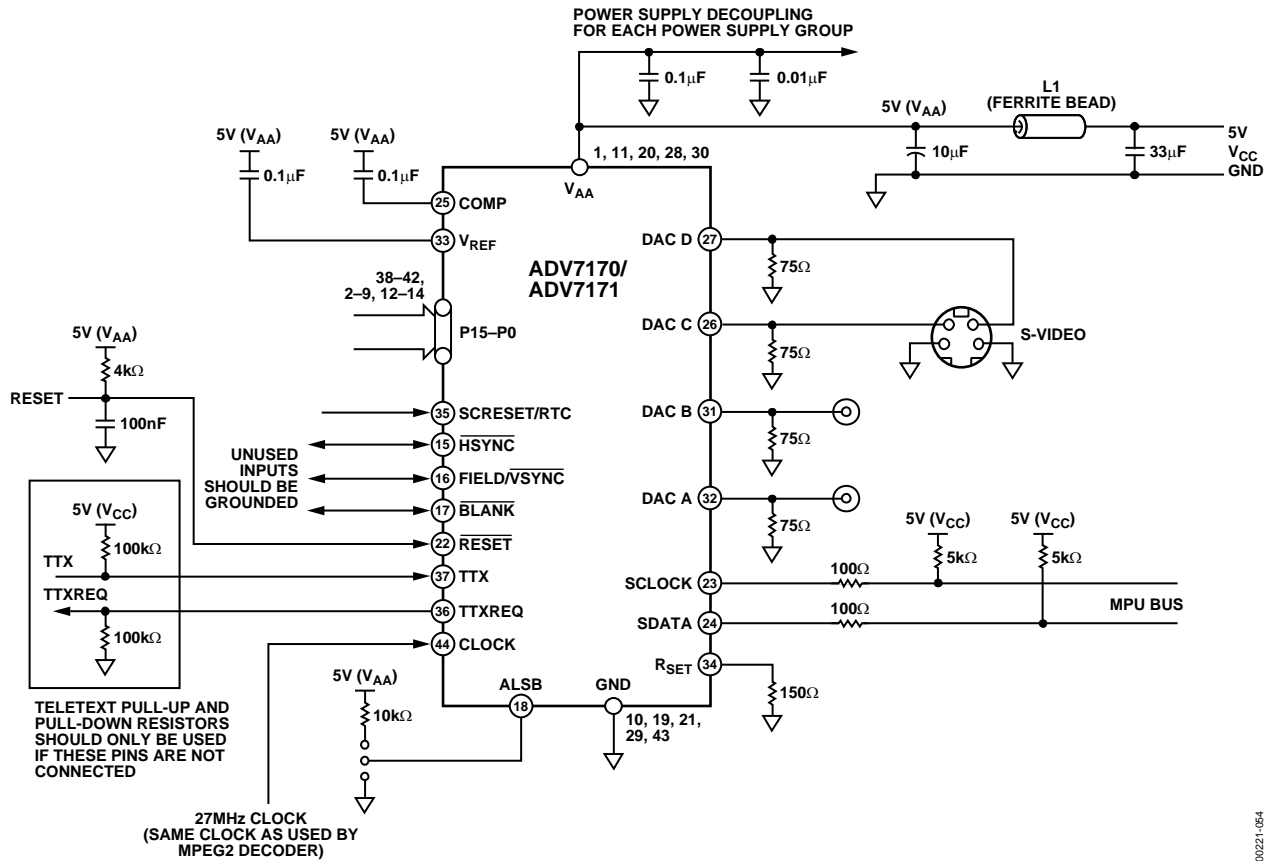 POWER SUPPLY DECOUPLING
FOR EACH POWER SUPPLY GROUP
0.1μF
0.01μF
L1
(FERRITE BEAD)
5V (VAA)
5V
VCC
GND
10μF
33μF
5V (VAA)
0.1μF
5V (VAA)
0.1μF
1, 11, 20, 28, 30
VAA
25 COMP
33 VREF
ADV7170/
ADV7171
38–42,
2–9, 12–14
P15–P0
DAC D 27
75Ω
DAC C 26
75Ω
S-VIDEO
DAC B 31
75Ω
DAC A 32
75Ω
5V (VAA)
4kΩ
RESET
100nF
35 SCRESET/RTC
15 HSYNC
16 FIELD/VSYNC
17 BLANK
22 RESET
37 TTX
36 TTXREQ
44 CLOCK
UNUSED
INPUTS
SHOULD BE
GROUNDED
5V (VCC)
100kΩ
TTX
TTXREQ
100kΩ
TELETEXT PULL-UP AND
PULL-DOWN RESISTORS
SHOULD ONLY BE USED
IF THESE PINS ARE NOT
CONNECTED
5V (VCC)
5kΩ
5V (VCC)
5kΩ
SCLOCK 23
100Ω
SDATA 24
100Ω
MPU BUS
RSET 34
150Ω
5V (VAA)
10kΩ
ALSB
18
GND
10, 19, 21,
29, 43
27MHz CLOCK
(SAME CLOCK AS USED BY
MPEG2 DECODER)
00221-054